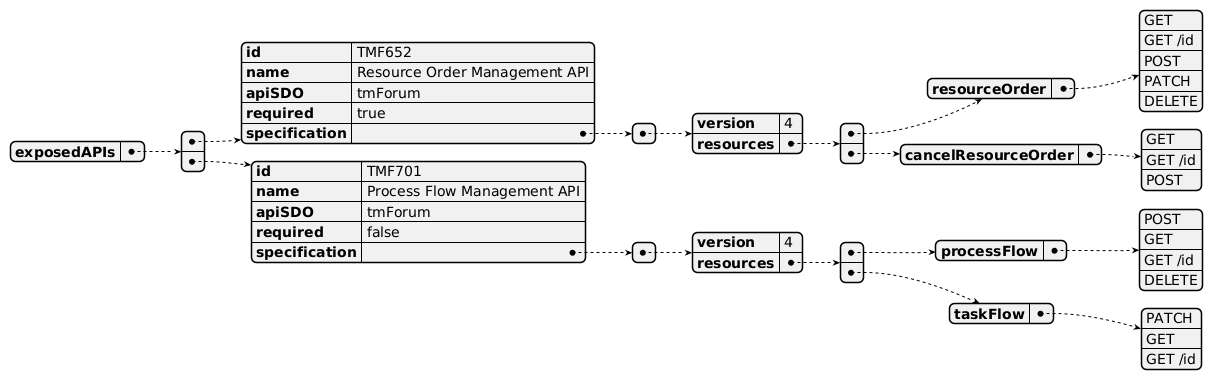 exposedAPIs
id TMF652
name Resource Order Management API
apiSDO tmForum
required true
specification
version 4
resources
resourceOrder
GET
GET /id
POST
PATCH
DELETE
cancelResourceOrder
GET
GET /id
POST
id TMF701
name Process Flow Management API
apiSDO tmForum
required false
specification
version 4
resources
processFlow
POST
GET
GET /id
DELETE
taskFlow
PATCH
GET
GET /id